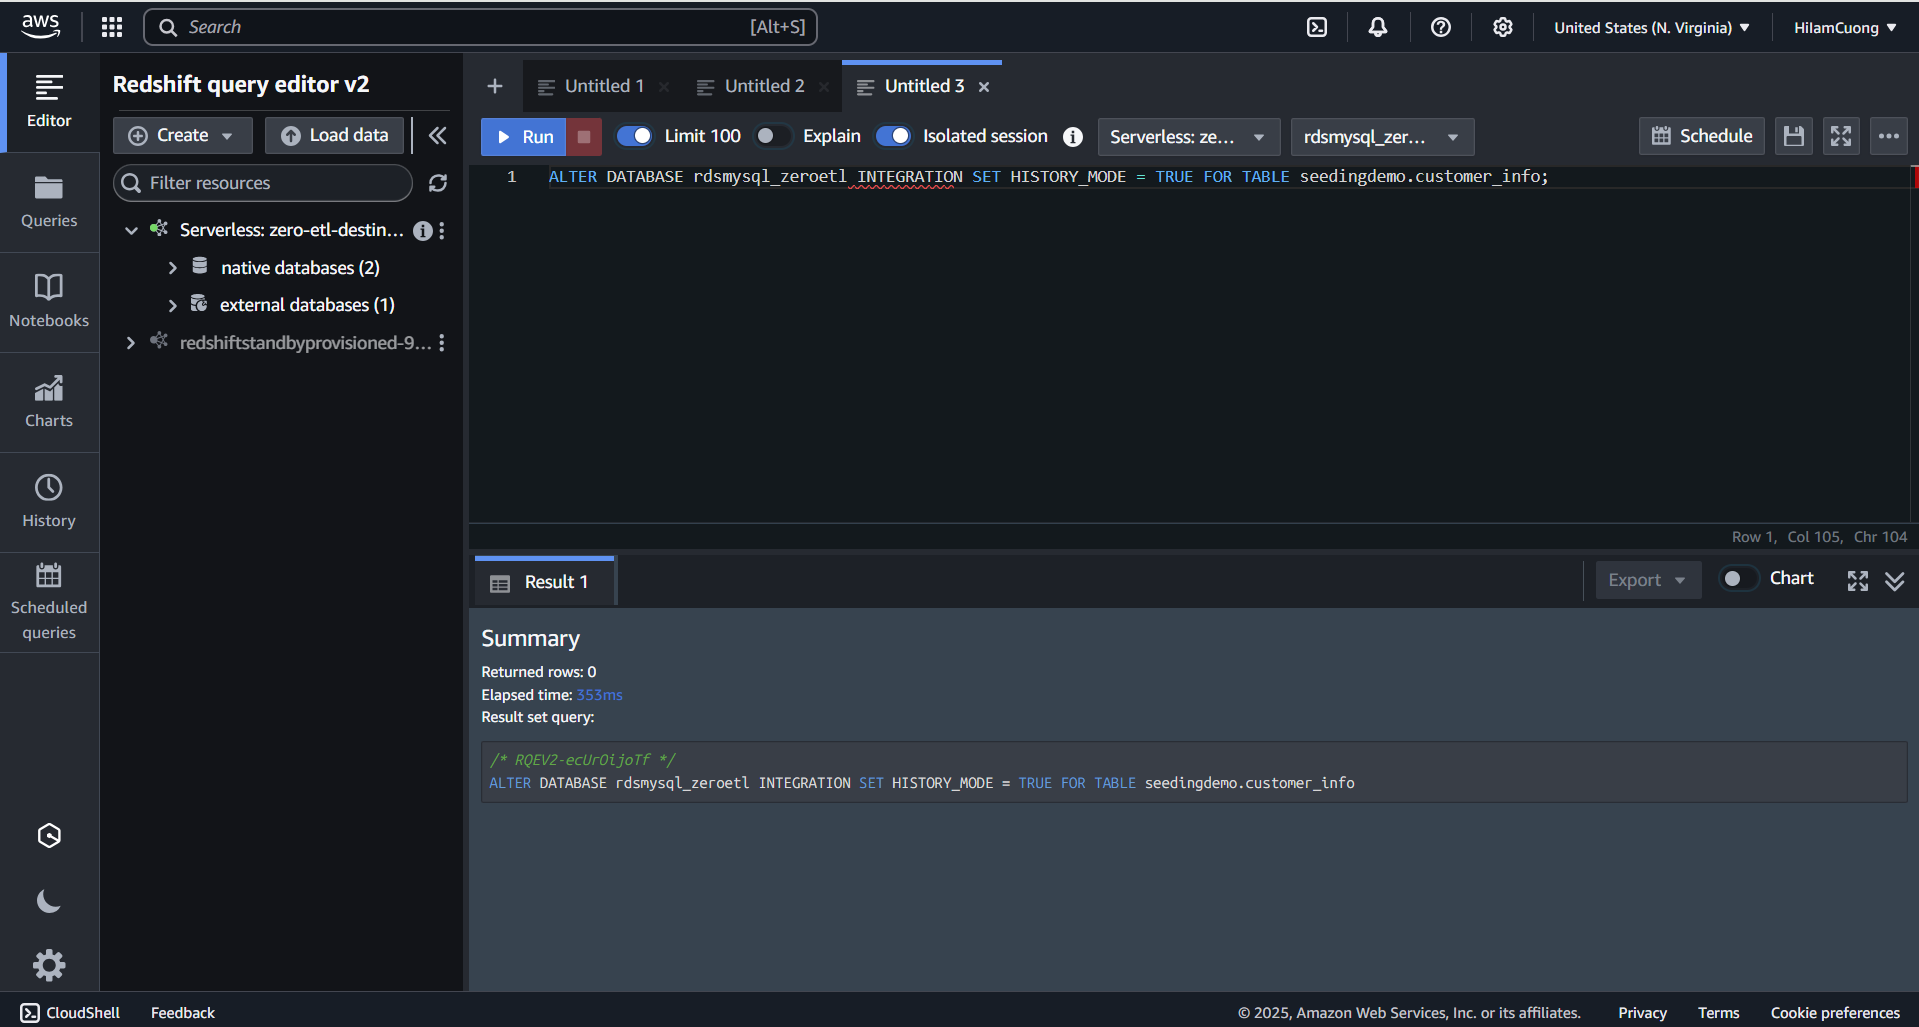 aws
Search [Alt+S]
United States (N. Virginia)
HilamCuong
Editor
Queries
Notebooks
Charts
History
Scheduled
queries
Redshift query editor v2
Create
Load data
Filter resources
Serverless: zero-etl-destin...
native databases (2)
external databases (1)
redshiftstandbyprovisioned-9...
Untitled 1
Untitled 2
Untitled 3
Run
Limit 100
Explain
Isolated session
Serverless: ze...
rdsmysql_zer...
Schedule
1 ALTER DATABASE rdsmysql_zeroetl INTEGRATION SET HISTORY_MODE = TRUE FOR TABLE seedingdemo.customer_info;
Row 1, Col 105, Chr 104
Result 1
Export
Chart
Summary
Returned rows: 0
Elapsed time: 353ms
Result set query:
/* RQEV2-ecUrOijoTf */
ALTER DATABASE rdsmysql_zeroetl INTEGRATION SET HISTORY_MODE = TRUE FOR TABLE seedingdemo.customer_info
CloudShell
Feedback
© 2025, Amazon Web Services, Inc. or its affiliates.
Privacy
Terms
Cookie preferences